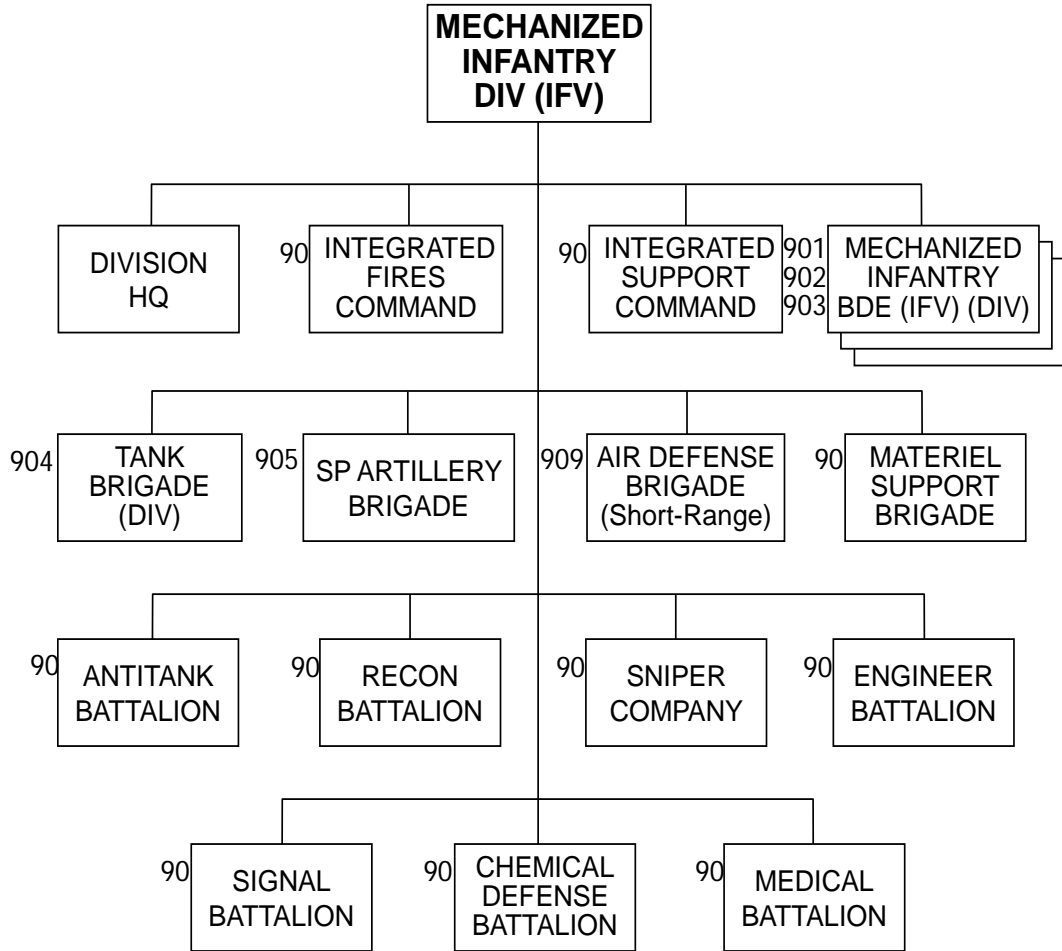 MECHANIZED
INFANTRY
DIV (IFV)
DIVISION
HQ
90
INTEGRATED
FIRES
COMMAND
90
INTEGRATED
SUPPORT
COMMAND
901
902
903
MECHANIZED
INFANTRY
BDE (IFV) (DIV)
904
TANK
BRIGADE
(DIV)
905
SP ARTILLERY
BRIGADE
909
AIR DEFENSE
BRIGADE
(Short-Range)
90
MATERIEL
SUPPORT
BRIGADE
90
ANTITANK
BATTALION
90
RECON
BATTALION
90
SNIPER
COMPANY
90
ENGINEER
BATTALION
90
SIGNAL
BATTALION
90
CHEMICAL
DEFENSE
BATTALION
90
MEDICAL
BATTALION